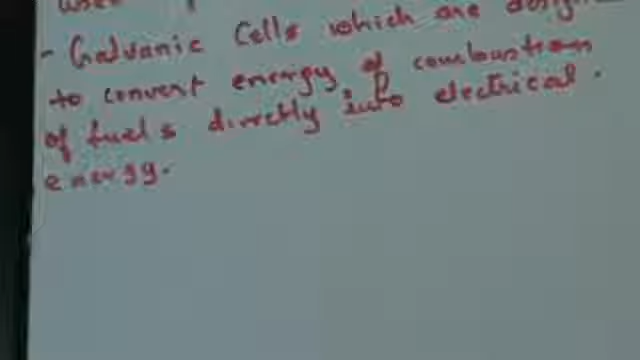 - Galvanic Cells which are
to convert energy of combustion
of fuels directly into electrical.
energy.